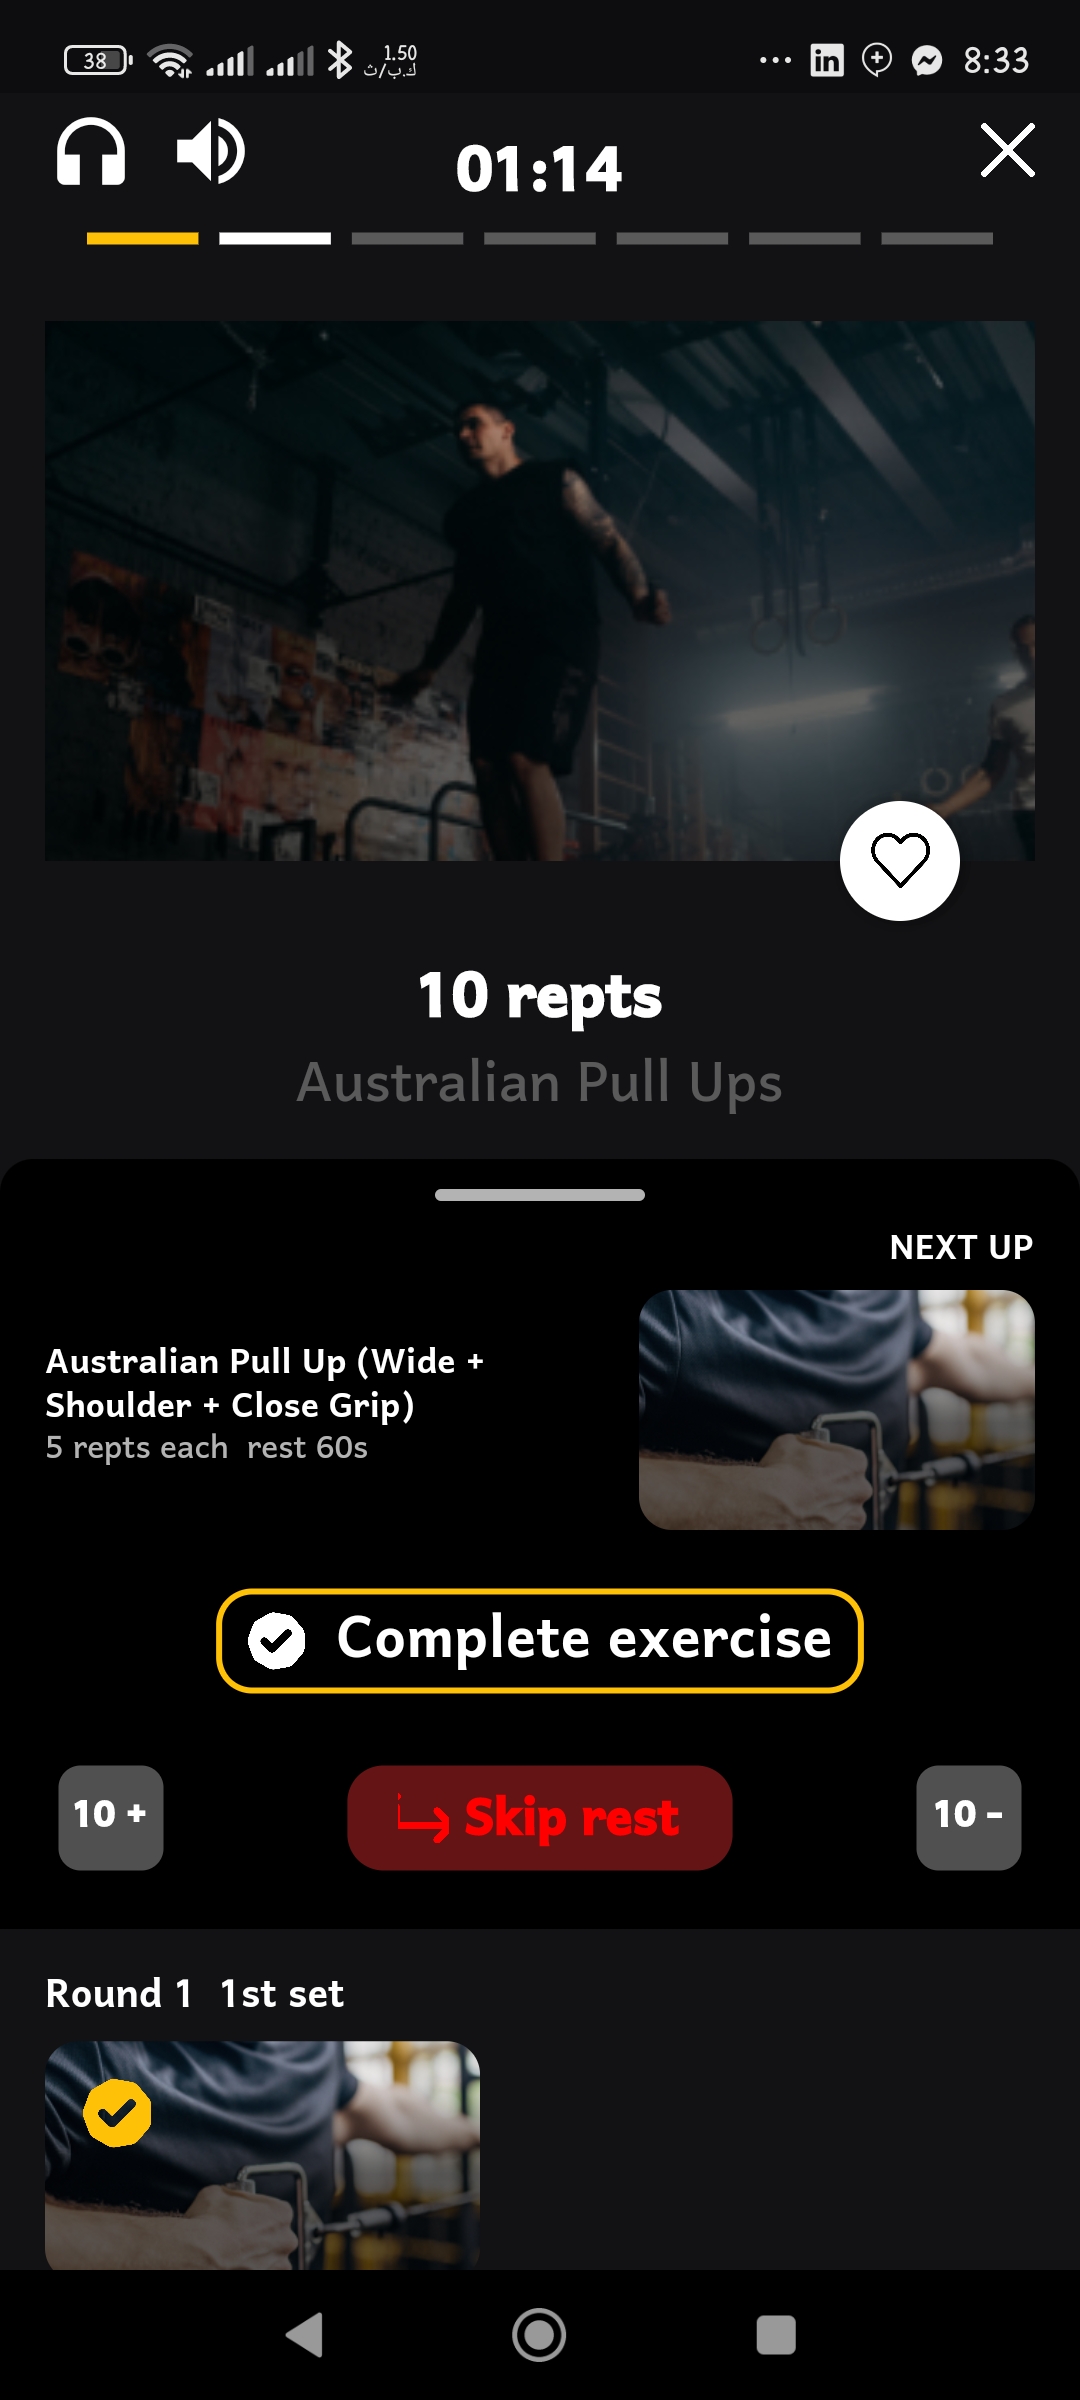 38
1.50
ك.ب/ث
... in
8:33
01:14
10 repts
Australian Pull Ups
NEXT UP
Australian Pull Up (Wide +
Shoulder + Close Grip)
5 repts each  rest 60s
Complete exercise
10 +
Skip rest
10 -
Round 1  1st set